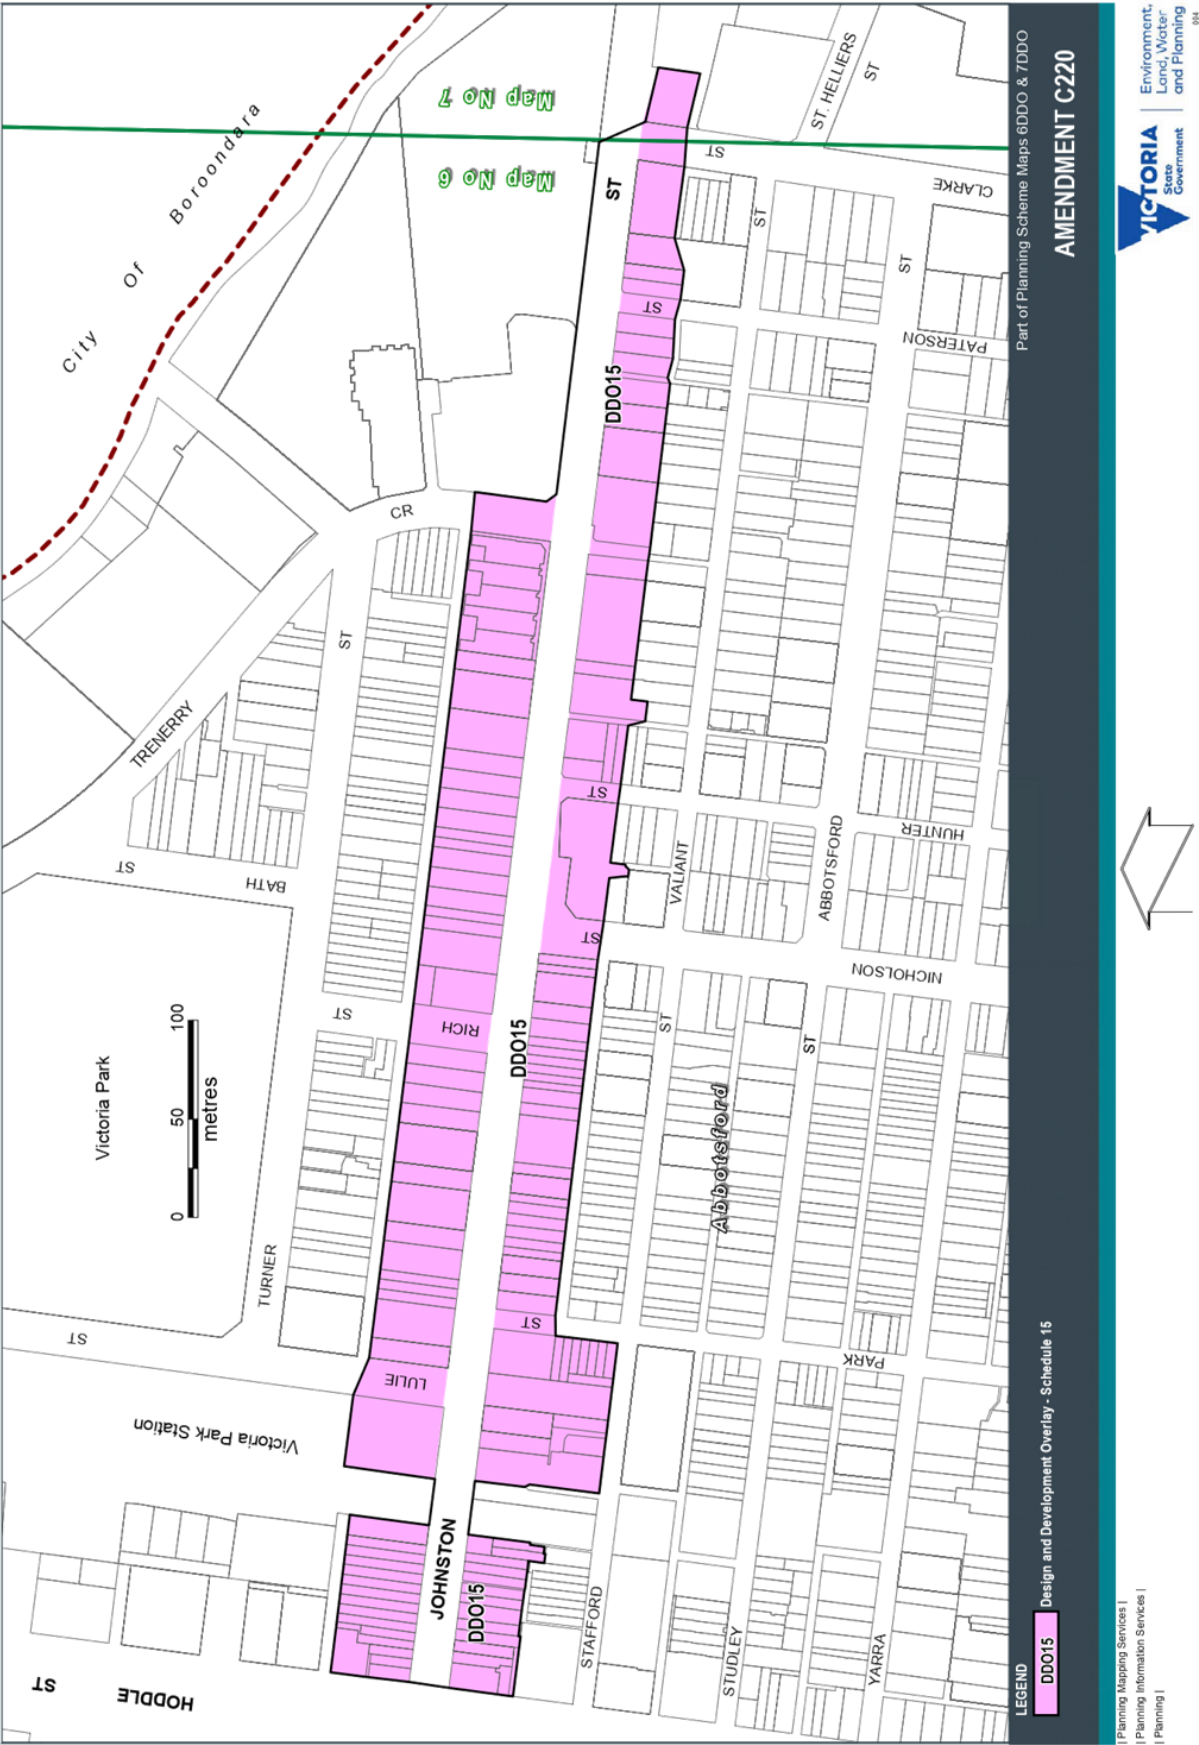 City Of Boroondara
Map No 7
Map No 6
ST
ST. HELLIERS
ST
ST
CLARKE
ST
ST
ST
PATERSON
DDO15
CR
ST
TRENERRY
ST
BATH
ST
VALIANT
ABBOTSFORD
HUNTER
ST
NICHOLSON
Victoria Park
0 50 100
metres
ST
RICH
DDO15
ST
ST
Abbotsford
TURNER
ST
ST
LULIE
PARK
Victoria Park Station
JOHNSTON
DDO15
STAFFORD
STUDLEY
YARRA
HODDLE
ST
LEGEND
DDO15
Design and Development Overlay - Schedule 15
Part of Planning Scheme Maps 6DDO & 7DDO
AMENDMENT C220
| Planning Mapping Services |
| Planning Information Services |
| Planning |
VICTORIA
State
Government
Environment,
Land, Water
and Planning
004